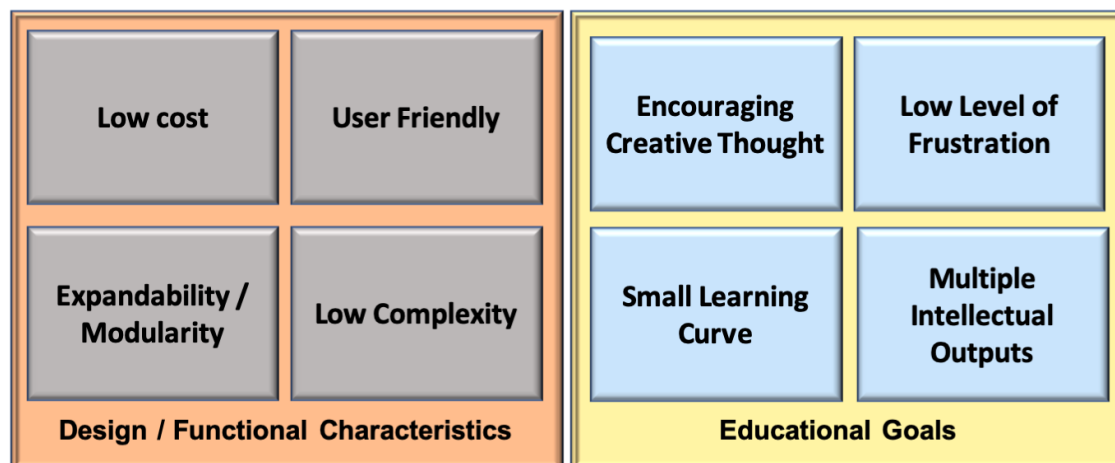 Low cost
User Friendly
Expandability /
Modularity
Low Complexity
Design / Functional Characteristics
Encouraging
Creative Thought
Low Level of
Frustration
Small Learning
Curve
Multiple
Intellectual
Outputs
Educational Goals